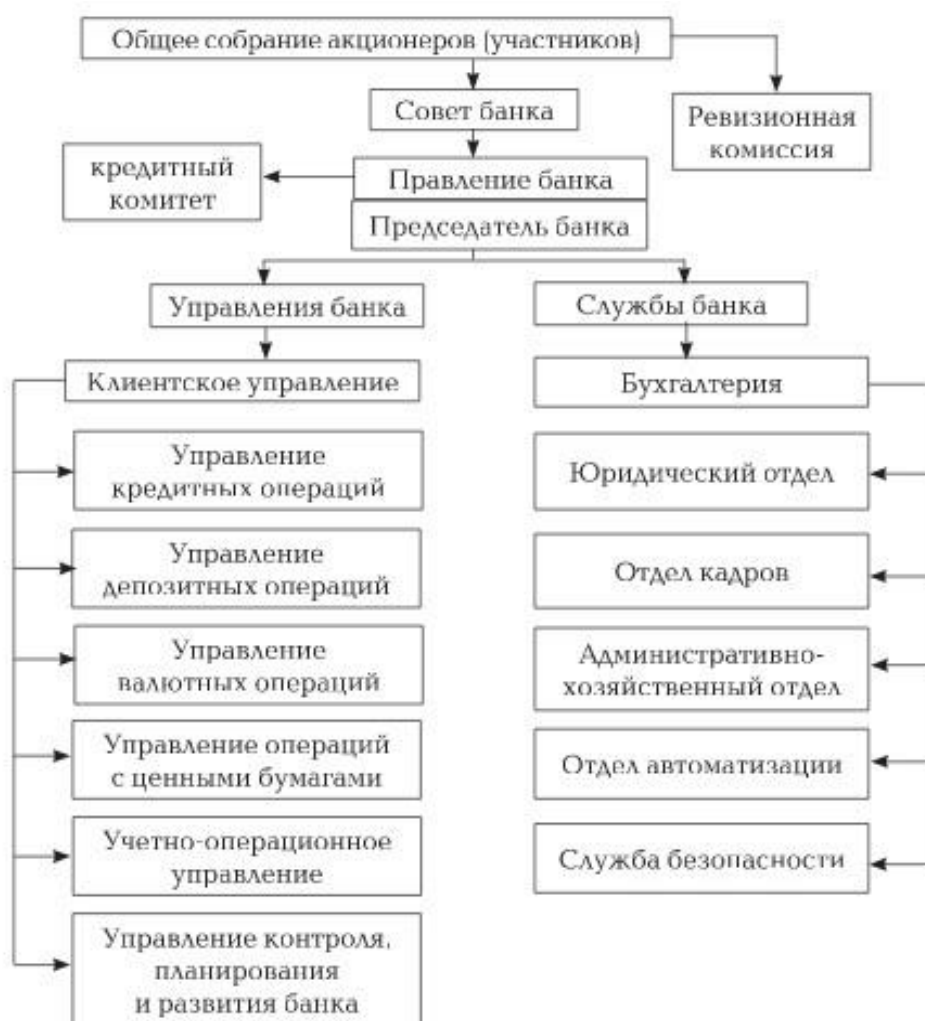 Общее собрание акционеров (участников)
Совет банка
Ревизионная
комиссия
кредитный
комитет
Правление банка
Председатель банка
Управления банка
Службы банка
Клиентское управление
Бухгалтерия
Управление
кредитных операций
Юридический отдел
Управление
депозитных операций
Отдел кадров
Управление
валютных операций
Административно-
хозяйственный отдел
Управление операций
с ценными бумагами
Отдел автоматизации
Учетно-операционное
управление
Служба безопасности
Управление контроля,
планирования
и развития банка